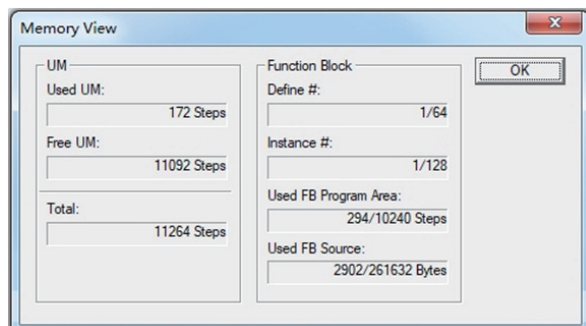 Memory View
UM
Used UM:
172 Steps
Free UM:
11092 Steps
Total:
11264 Steps
Function Block
Define #:
1/64
Instance #:
1/128
Used FB Program Area:
294/10240 Steps
Used FB Source:
2902/261632 Bytes
OK